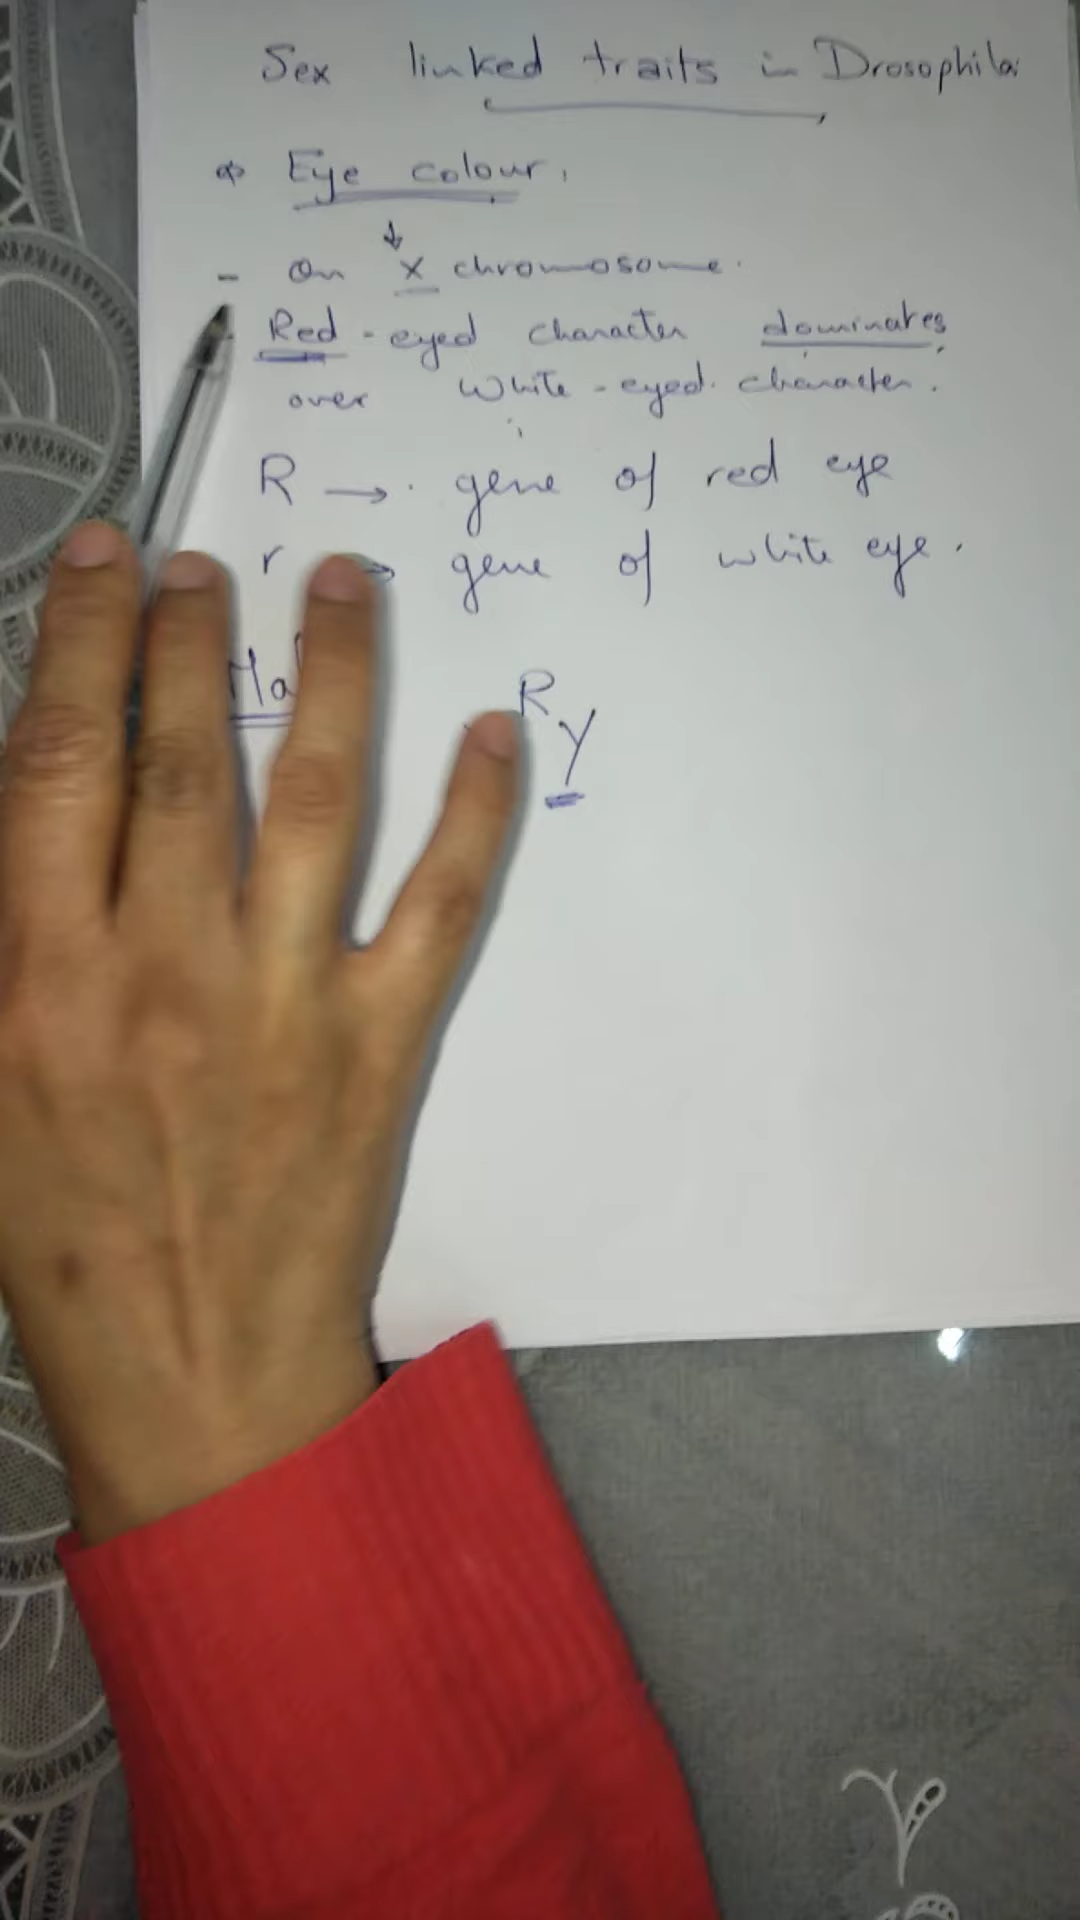 Sex linked traits in Drosophila
Eye colour.
- On X chromosome.
- Red-eyed character dominates
over White-eyed character.
R → gene of red eye
r → gene of white eye.
R Y